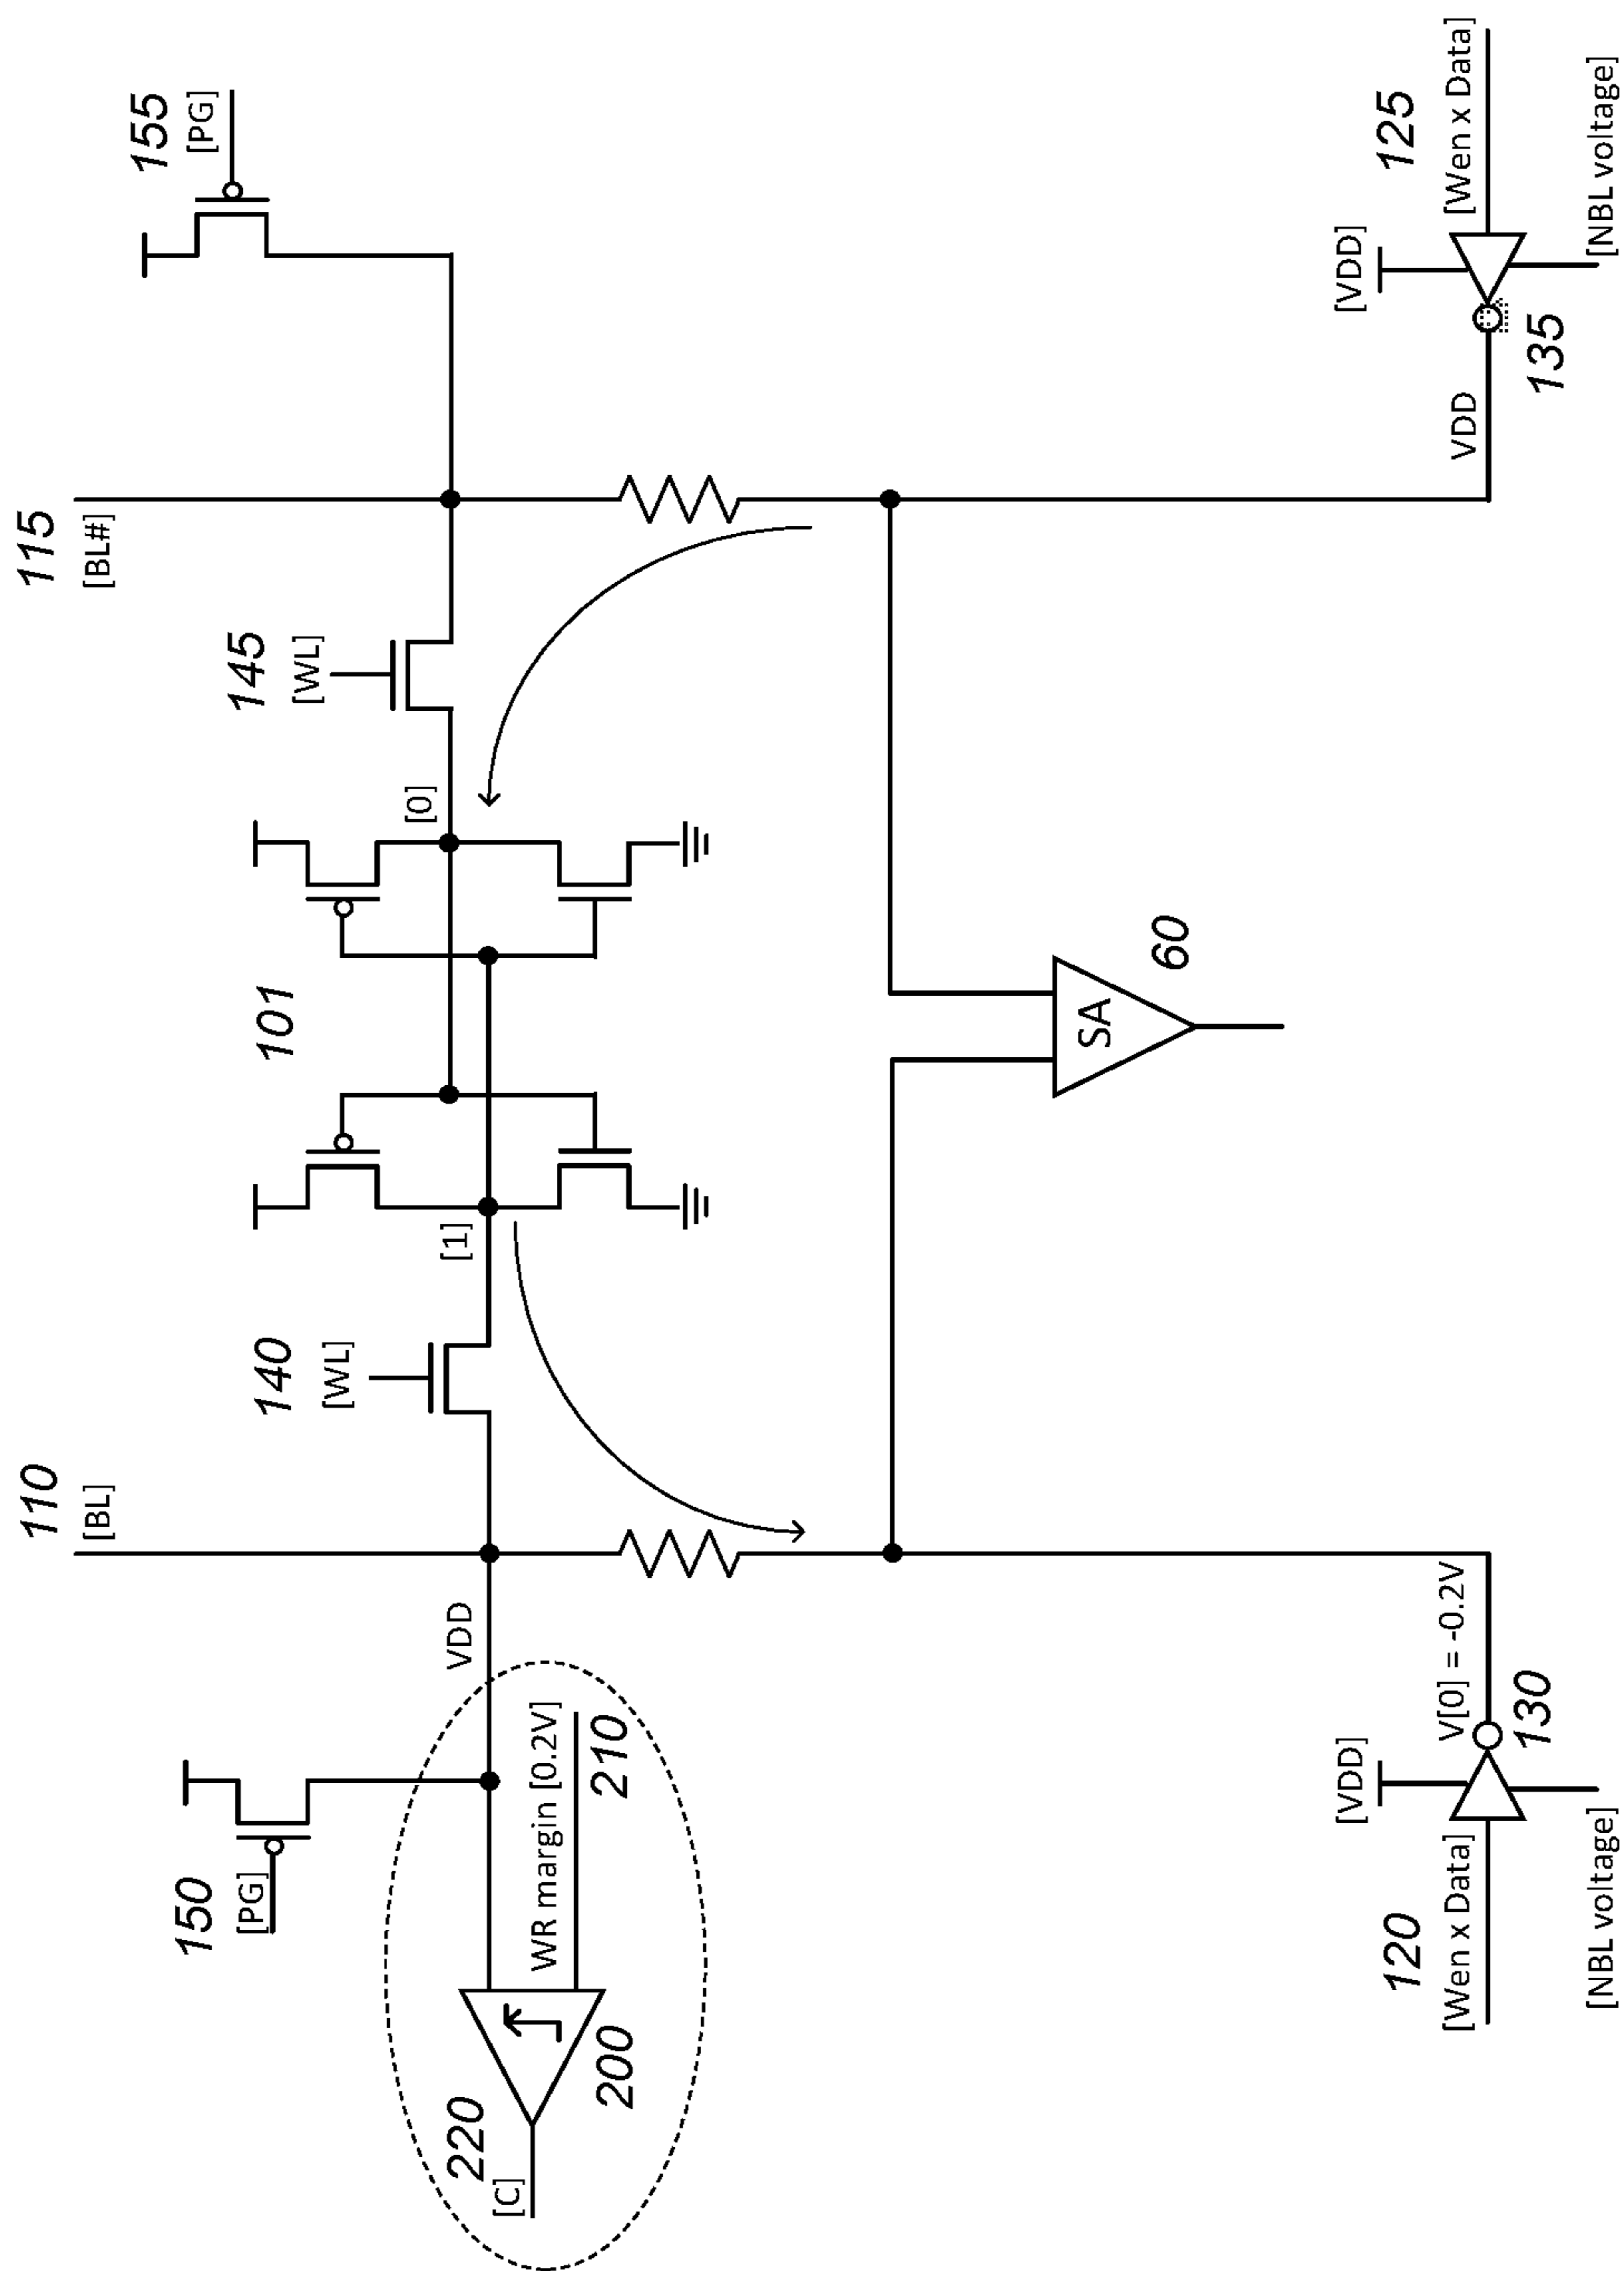 155
[PG]
115
[BL#]
145
[WL]
[0]
101
[1]
140
[WL]
110
[BL]
VDD
150
[PG]
WR margin [0.2V]
210
200
220
[C]
SA
60
125
[Wen x Data]
[VDD]
[NBL voltage]
135
VDD
V[0] = -0.2V
130
[VDD]
120
[Wen x Data]
[NBL voltage]